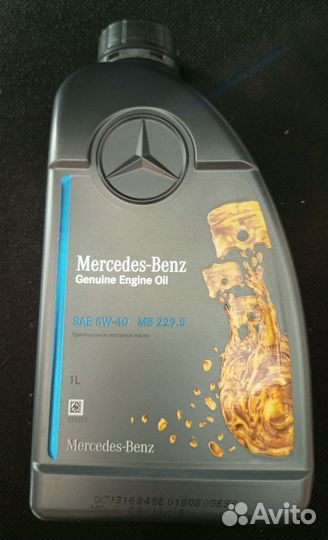 Mercedes-Benz
Genuine Engine Oil
SAE 5W-40 MB 229.5
Оригинальное моторное масло
1L
Mercedes-Benz
Avito